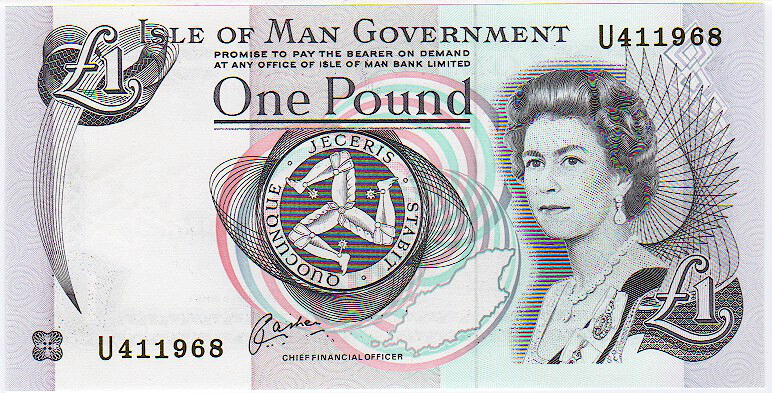 £1
ISLE OF MAN GOVERNMENT
U411968
PROMISE TO PAY THE BEARER ON DEMAND
AT ANY OFFICE OF ISLE OF MAN BANK LIMITED
One Pound
QUOCUNQUE · JECERIS · STABIT
£1
U411968
CHIEF FINANCIAL OFFICER